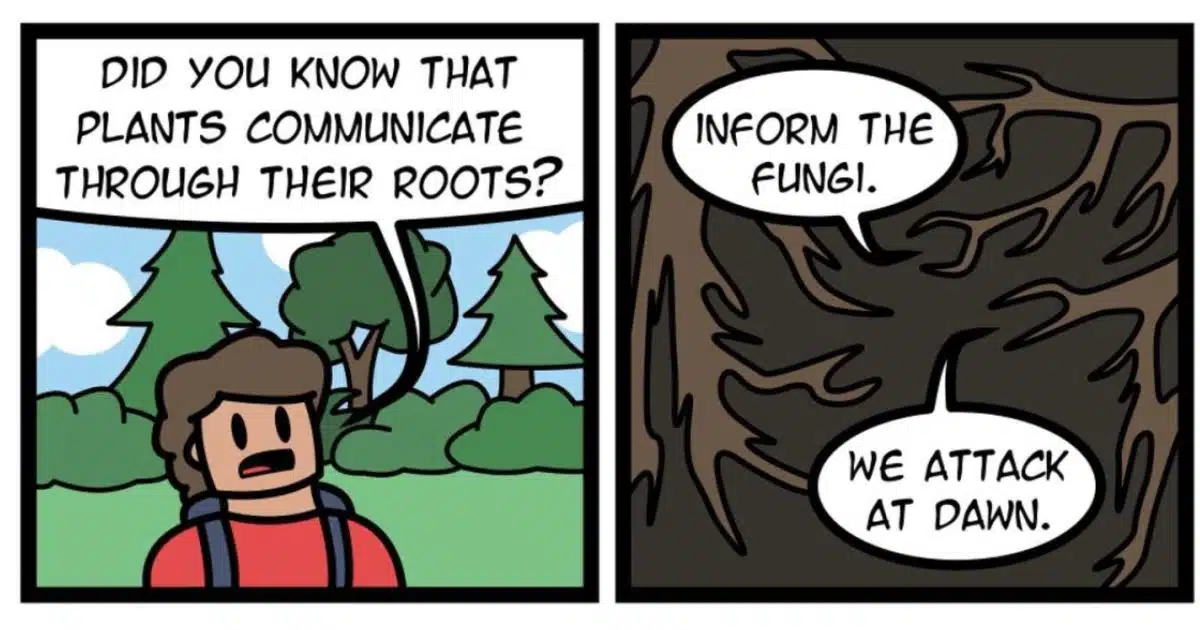 DID YOU KNOW THAT
PLANTS COMMUNICATE
THROUGH THEIR ROOTS?
INFORM THE
FUNGI.
WE ATTACK
AT DAWN.